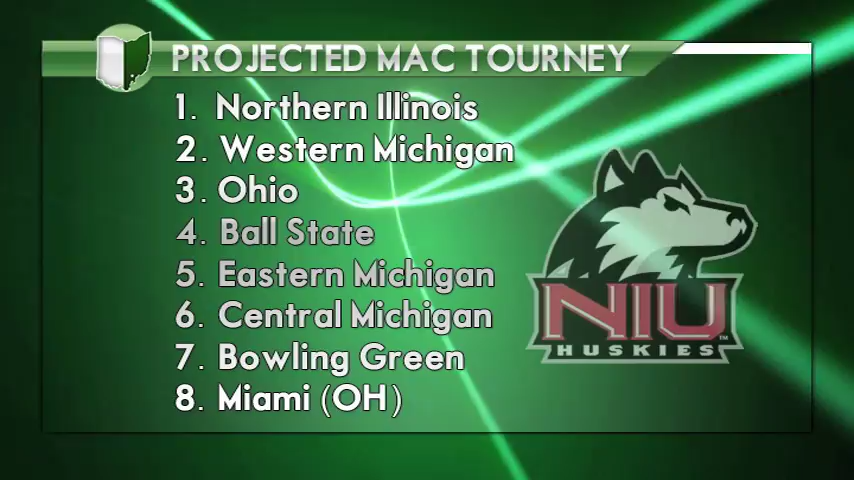 PROJECTED MAC TOURNEY
1. Northern Illinois
2. Western Michigan
3. Ohio
4. Ball State
5. Eastern Michigan
6. Central Michigan
7. Bowling Green
8. Miami (OH)
NIU
TM
HUSKIES